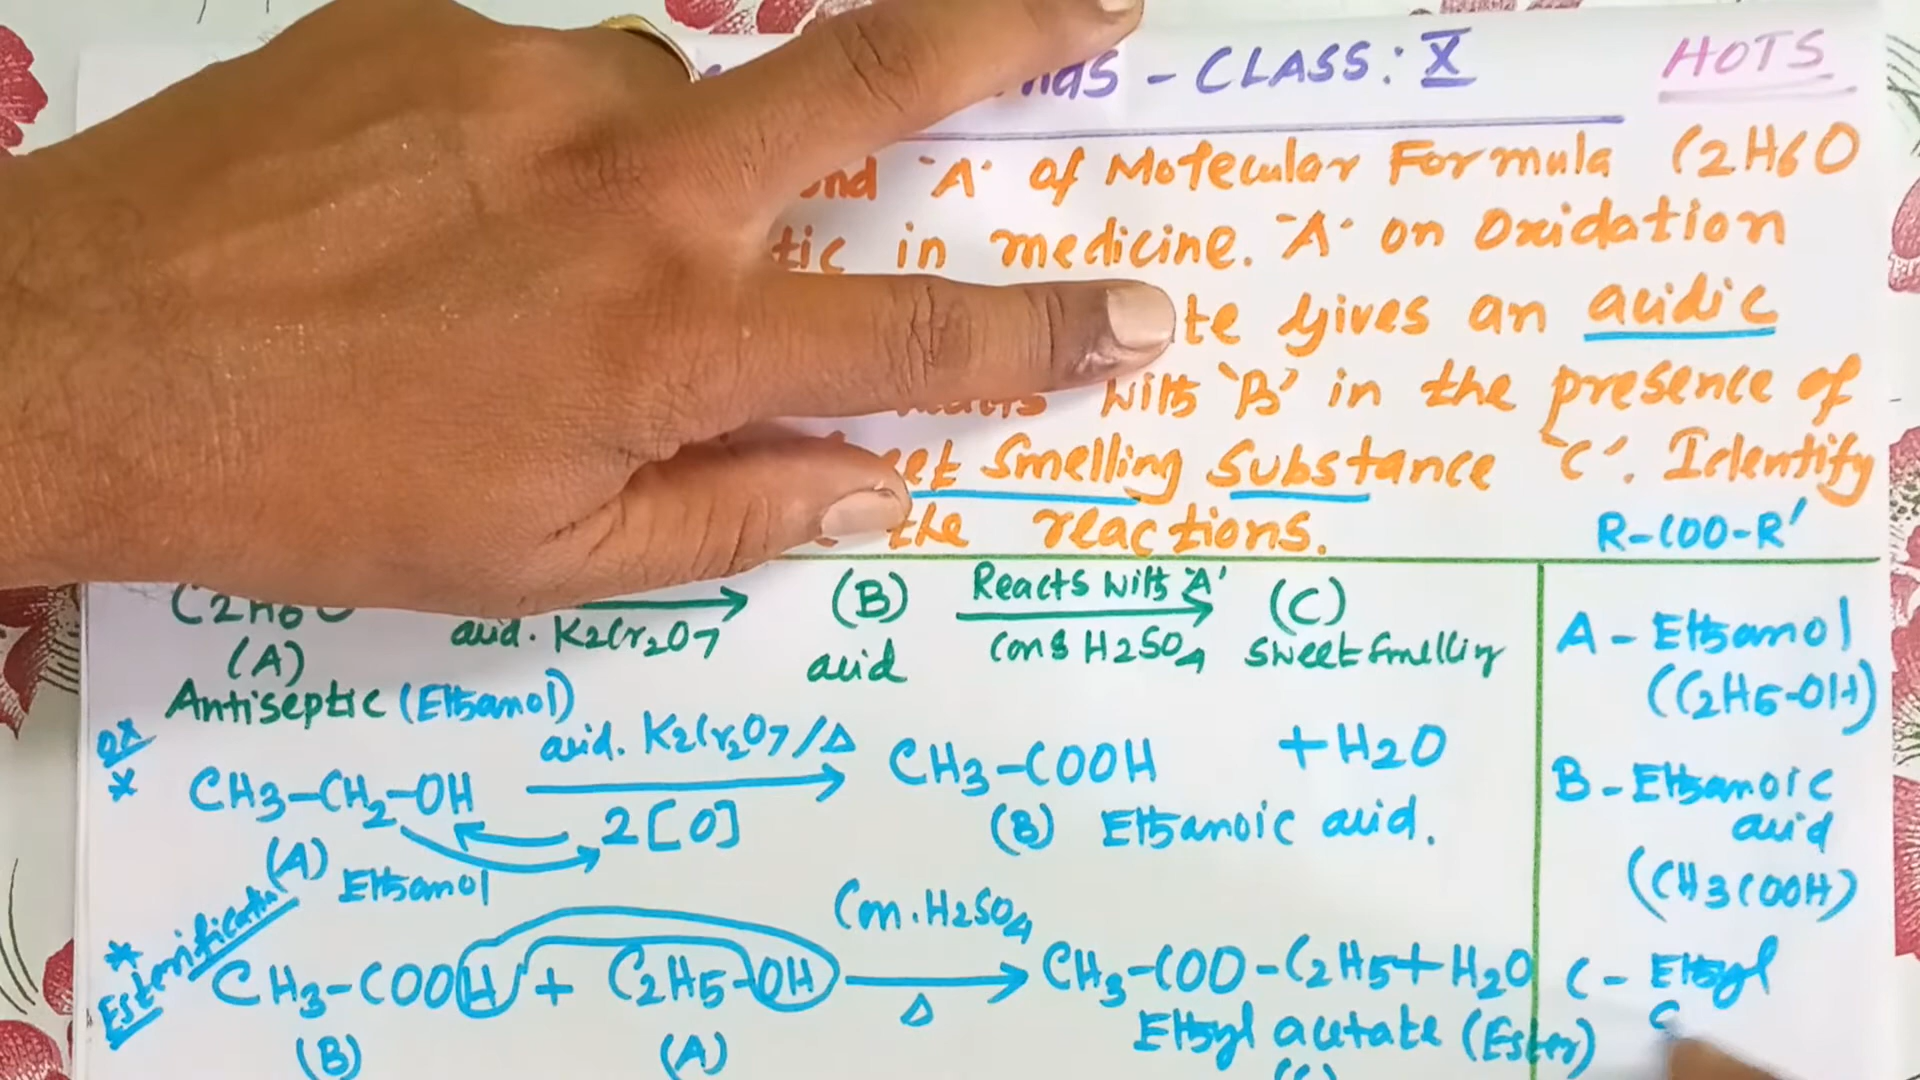 - CLASS: X HOTS
'A' of Molecular Formula C2H6O
in medicine. 'A' on Oxidation
gives an acidic
with 'B' in the presence of
Smelling Substance 'C'. Identify
the reactions.
R-COO-R'
C2H6O (A) Antiseptic (Ethanol)
acid. K2Cr2O7
(B) acid
Reacts with 'A'
Con$ H2SO4
(C) Sweet Smelling
*
CH3-CH2-OH (A) Ethanol
acid. K2Cr2O7/Δ
2[O]
CH3-COOH + H2O
(B) Ethanoic acid.
* Esterification
CH3-COOH + C2H5-OH
(B) (A)
Con. H2SO4
Δ
CH3-COO-C2H5 + H2O
Ethyl acetate (Ester)
(C)
A - Ethanol
(C2H5-OH)
B - Ethanoic
acid
(CH3COOH)
C - Ethyl